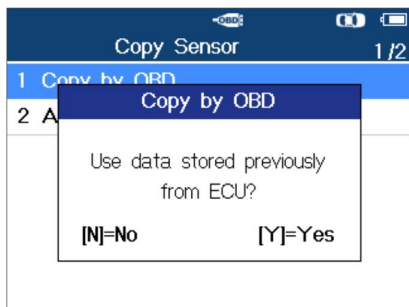 OBD
Copy Sensor 1/2
1 Copy by OBD
2 A
Copy by OBD
Use data stored previously
from ECU?
[N]=No [Y]=Yes